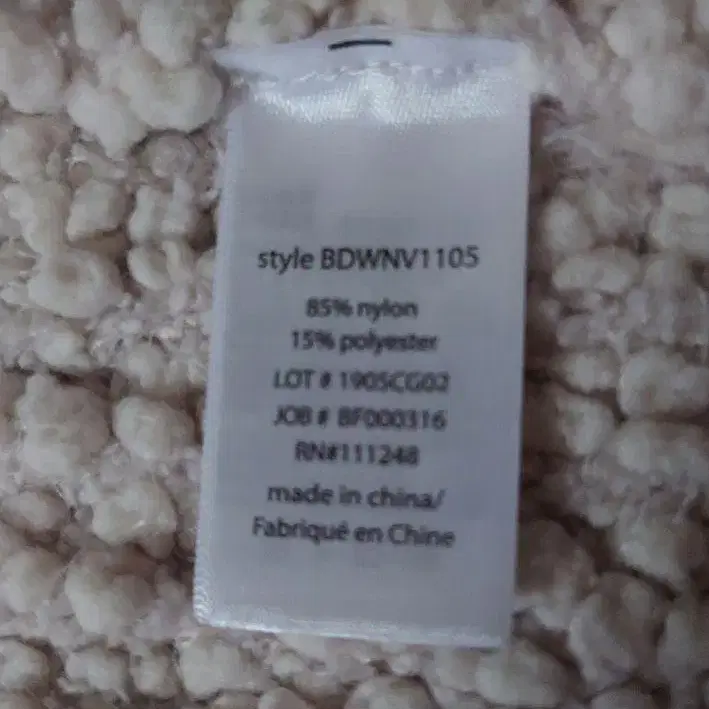 style BDWNV1105
85% nylon
15% polyester
LOT # 1905CG02
JOB # BF000316
RN#111248
made in china/
Fabriqué en Chine